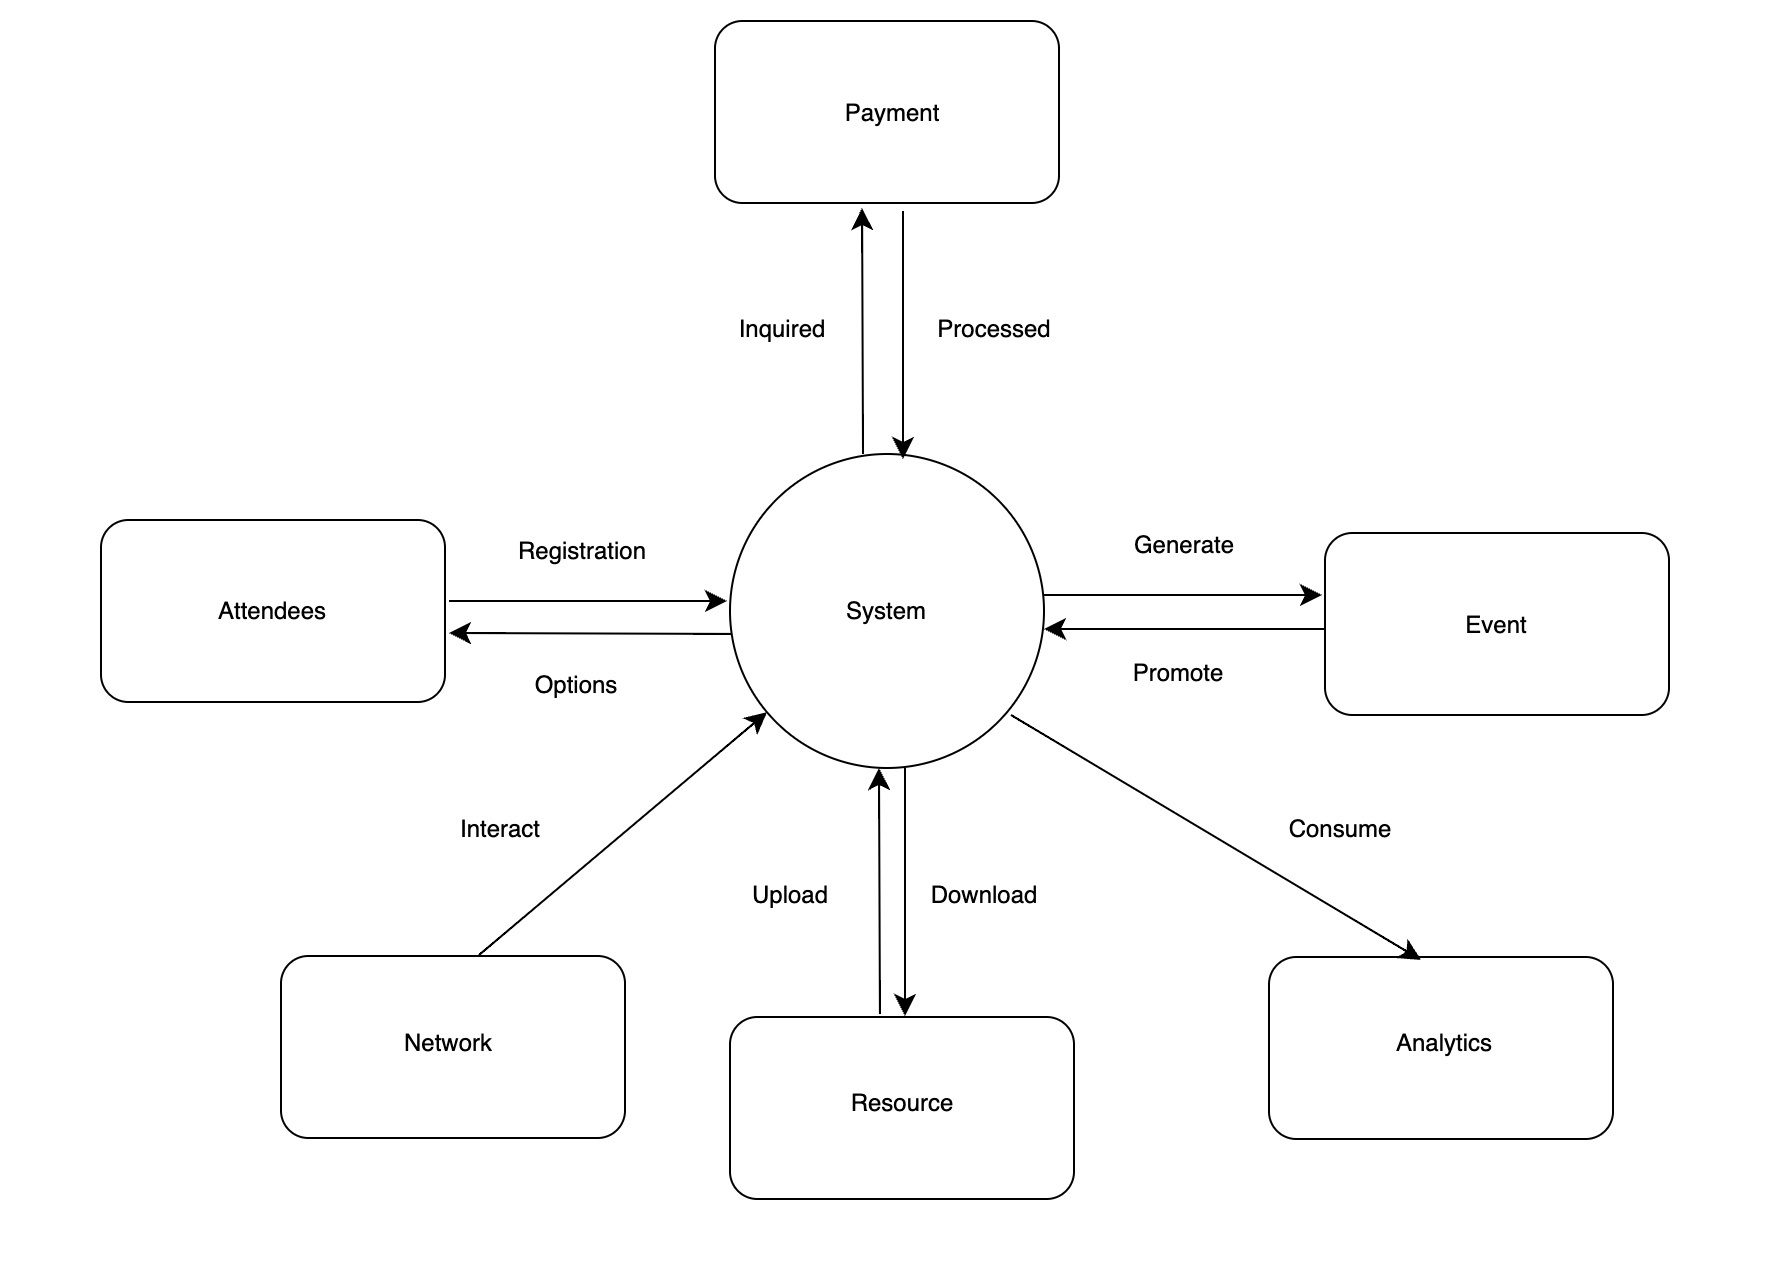 Payment
Inquired
Processed
Registration
Generate
Attendees
System
Event
Options
Promote
Interact
Consume
Upload
Download
Network
Analytics
Resource